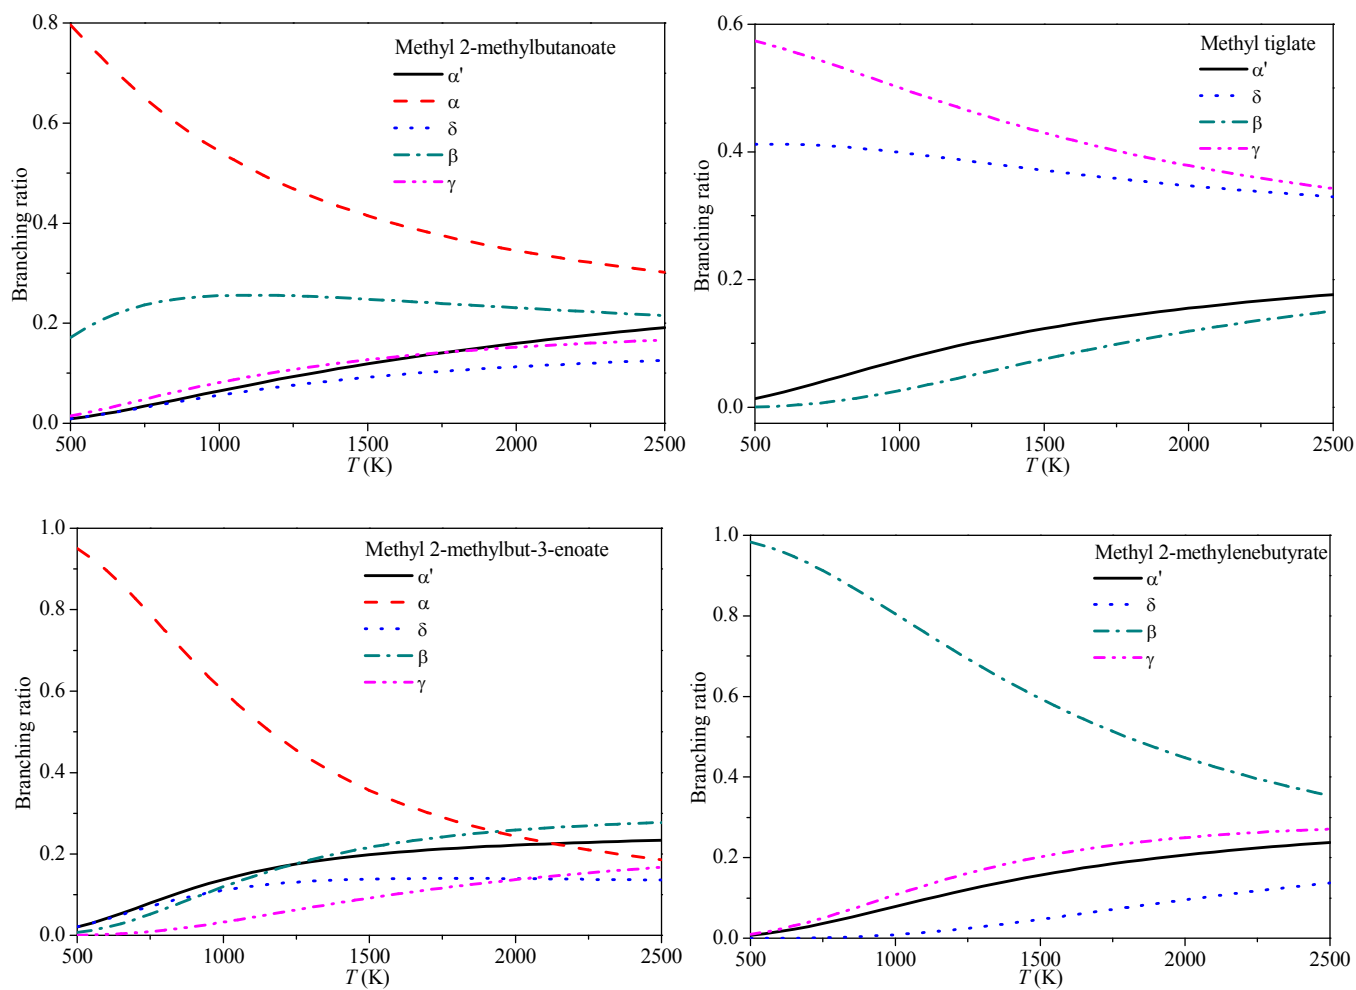 Methyl 2-methylbutanoate
α'
α
δ
β
γ
Branching ratio
0.8
0.6
0.4
0.2
0.0
500
1000
1500
2000
2500
T (K)
Methyl tiglate
α'
δ
β
γ
Branching ratio
0.6
0.4
0.2
0.0
500
1000
1500
2000
2500
T (K)
Methyl 2-methylbut-3-enoate
α'
α
δ
β
γ
Branching ratio
1.0
0.8
0.6
0.4
0.2
0.0
500
1000
1500
2000
2500
T (K)
Methyl 2-methylenebutyrate
α'
δ
β
γ
Branching ratio
1.0
0.8
0.6
0.4
0.2
0.0
500
1000
1500
2000
2500
T (K)